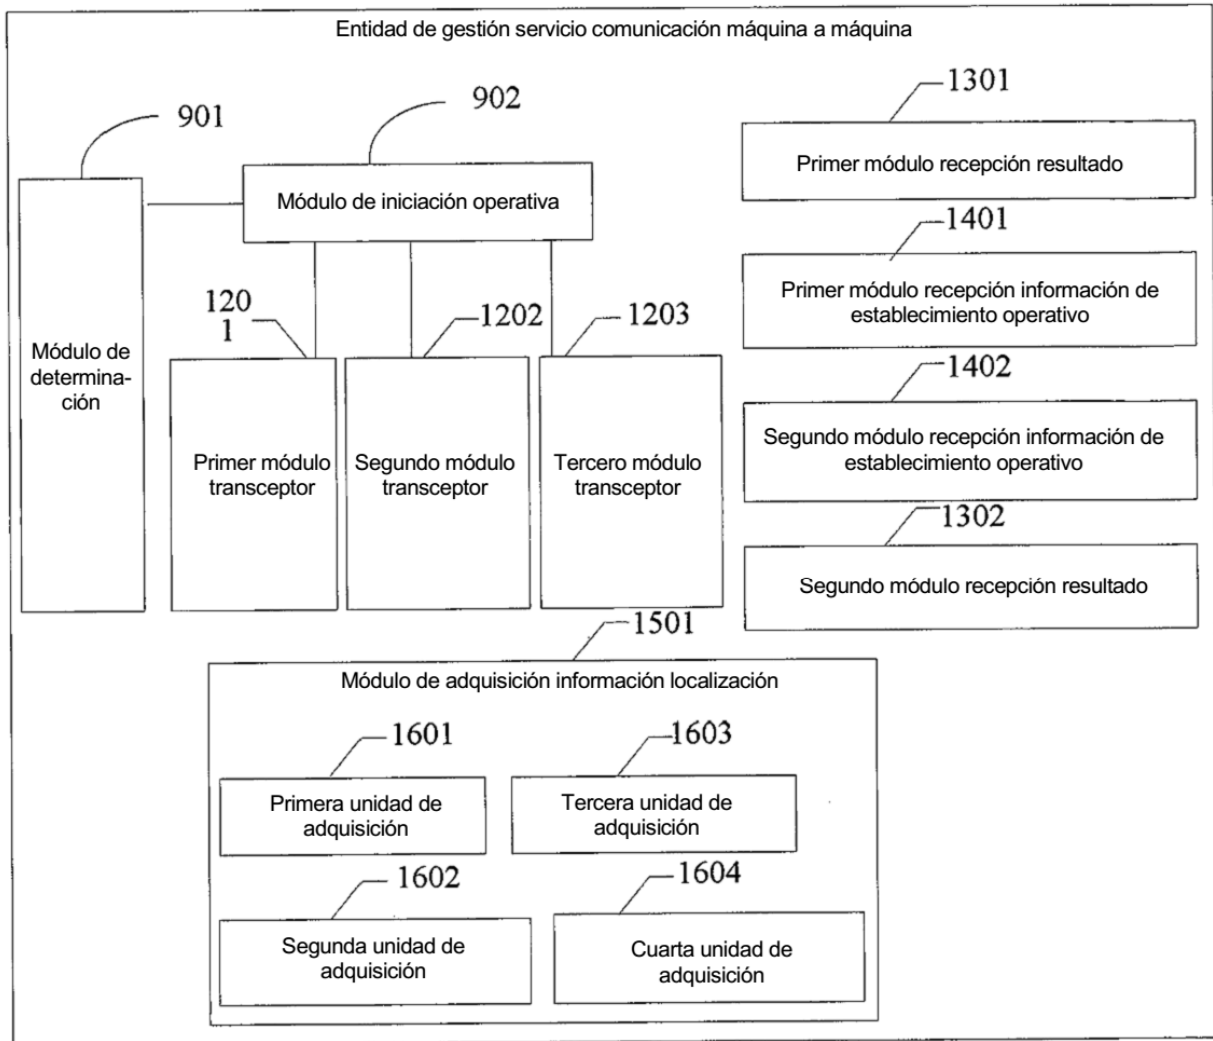 Entidad de gestión servicio comunicación máquina a máquina
901
902
1301
Módulo de iniciación operativa
Primer módulo recepción resultado
1401
Primer módulo recepción información de
establecimiento operativo
120
1
1202
1203
Módulo de
determina-
ción
Primer módulo
transceptor
Segundo módulo
transceptor
Tercero módulo
transceptor
1402
Segundo módulo recepción información de
establecimiento operativo
1302
Segundo módulo recepción resultado
1501
Módulo de adquisición información localización
1601
1603
Primera unidad de
adquisición
Tercera unidad de
adquisición
1602
1604
Segunda unidad de
adquisición
Cuarta unidad de
adquisición